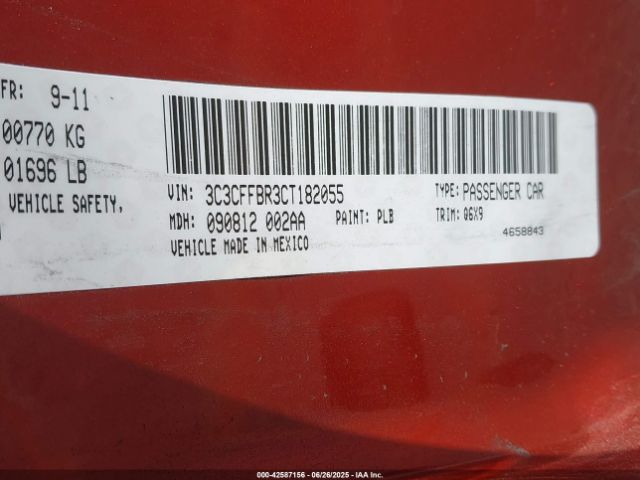 FR: 9-11
00770 KG
01696 LB
VEHICLE SAFETY,
VIN: 3C3CFFBR3CT182055 TYPE: PASSENGER CAR
MDH: 090812 002AA PAINT: PLB TRIM: Q6X9
VEHICLE MADE IN MEXICO 4658843
000-42587156 - 06/26/2025 - IAA Inc.